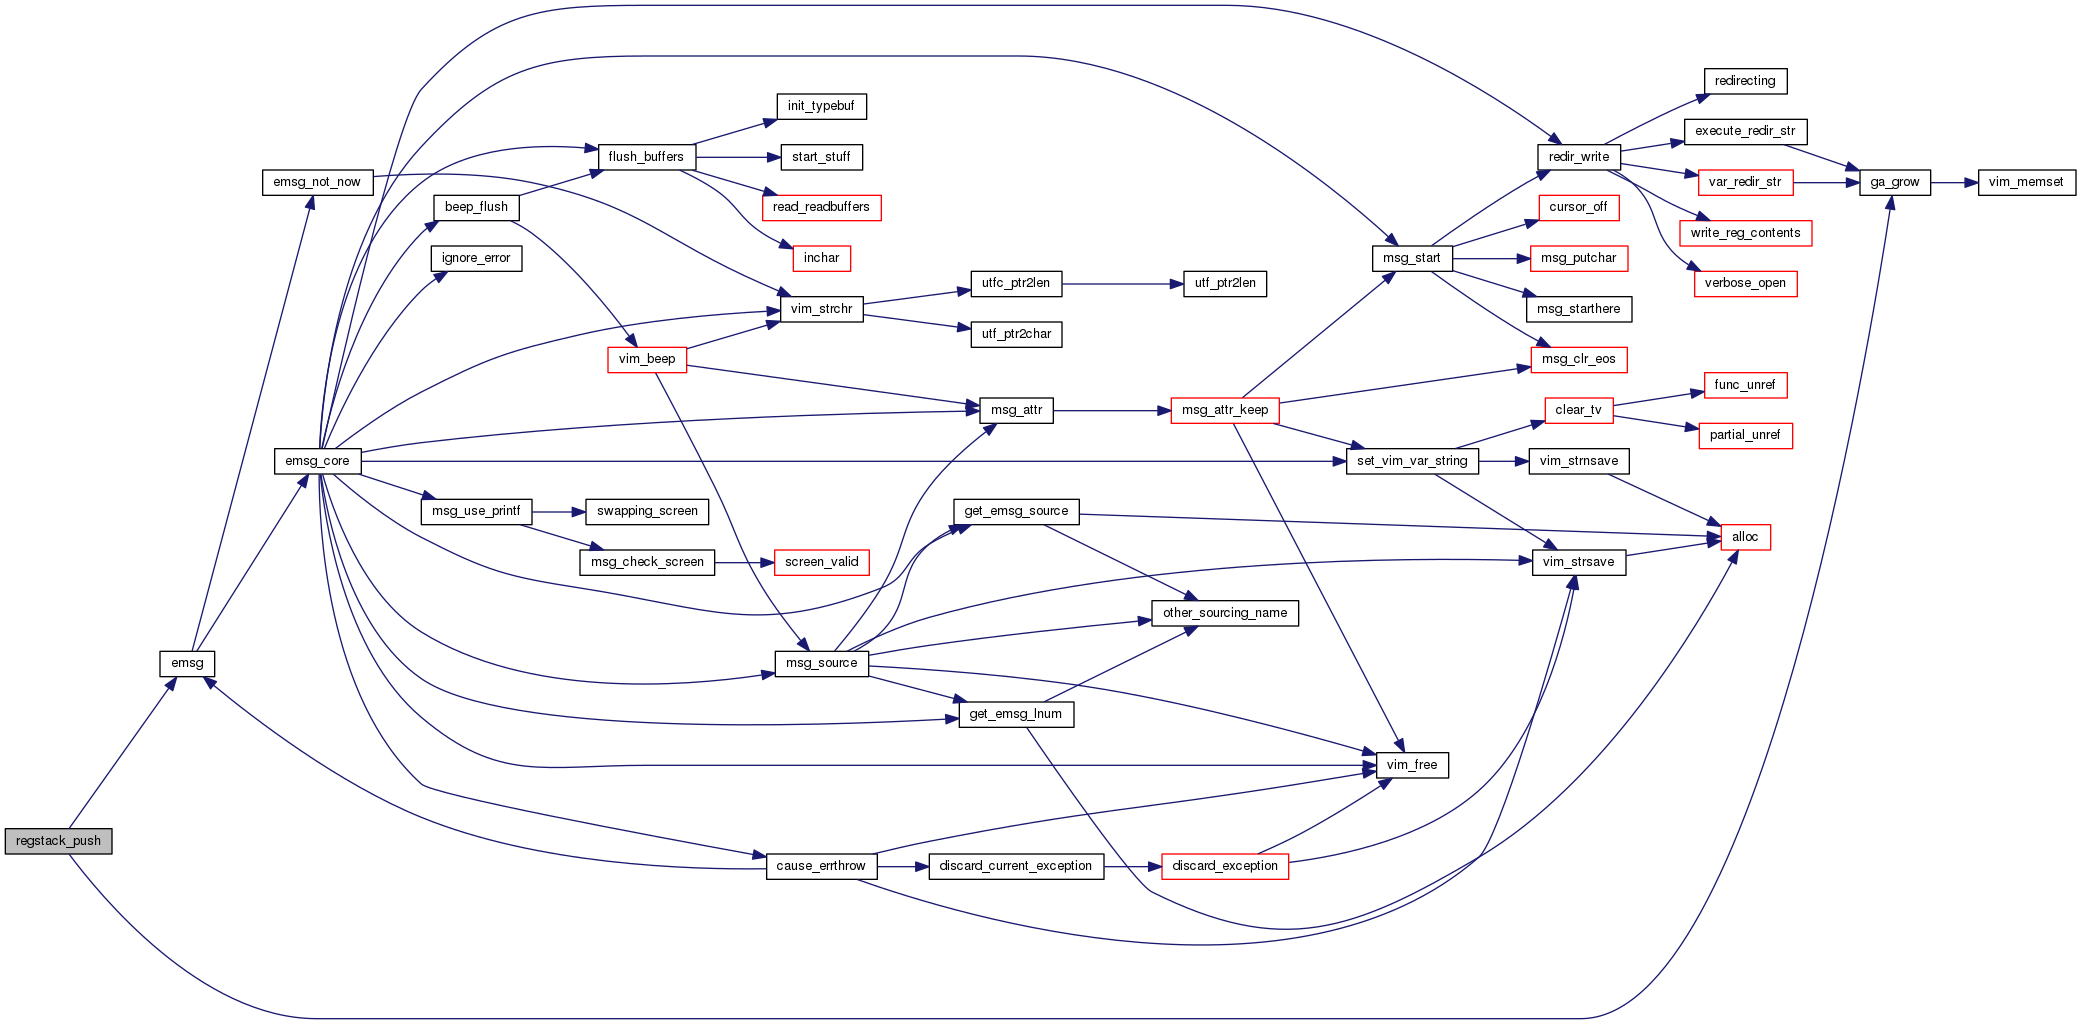 redirecting
init_typebuf
execute_redir_str
flush_buffers
start_stuff
redir_write
emsg_not_now
var_redir_str
ga_grow
vim_memset
beep_flush
read_readbuffers
cursor_off
write_reg_contents
ignore_error
inchar
msg_start
msg_putchar
utfc_ptr2len
utf_ptr2len
verbose_open
vim_strchr
msg_starthere
utf_ptr2char
vim_beep
msg_clr_eos
func_unref
msg_attr
msg_attr_keep
clear_tv
partial_unref
emsg_core
set_vim_var_string
vim_strnsave
msg_use_printf
swapping_screen
get_emsg_source
alloc
msg_check_screen
screen_valid
vim_strsave
other_sourcing_name
emsg
msg_source
get_emsg_lnum
vim_free
regstack_push
cause_errthrow
discard_current_exception
discard_exception